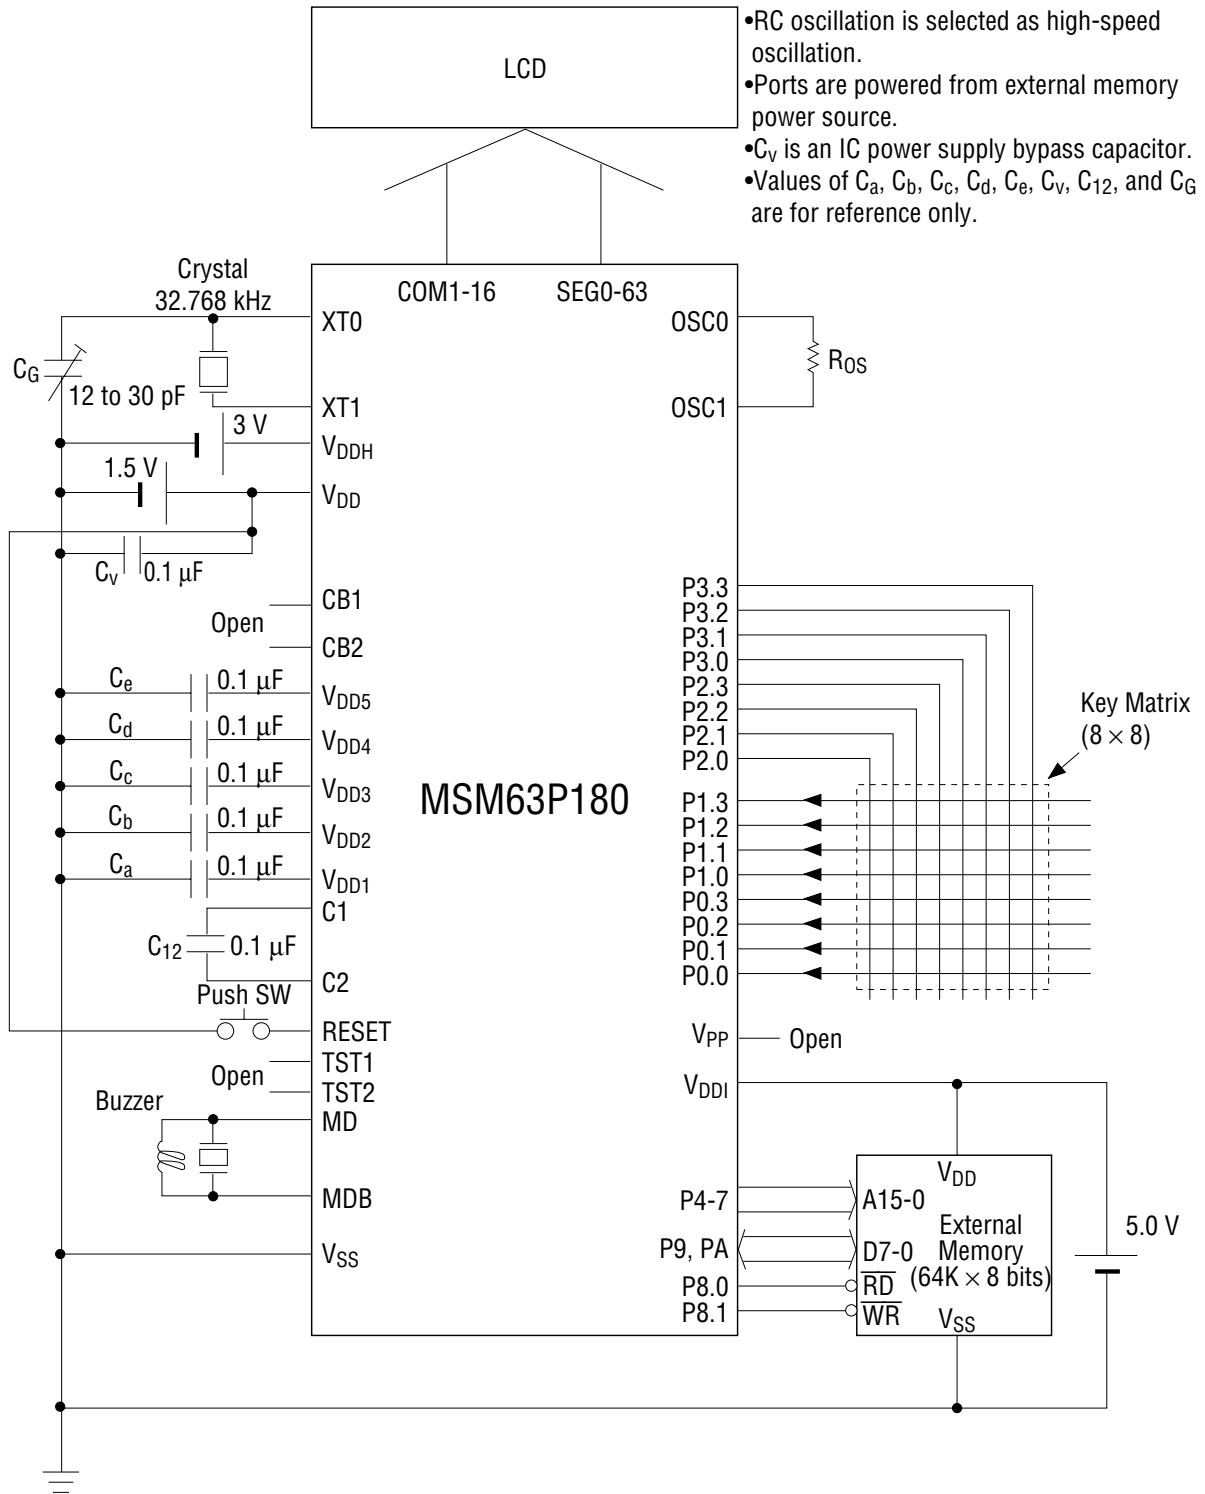 •RC oscillation is selected as high-speed
oscillation.
•Ports are powered from external memory
power source.
•Cv is an IC power supply bypass capacitor.
•Values of Ca, Cb, Cc, Cd, Ce, Cv, C12, and CG
are for reference only.
LCD
COM1-16
SEG0-63
Crystal
32.768 kHz
XT0
CG
12 to 30 pF
XT1
3 V
VDDH
1.5 V
VDD
Cv
0.1 μF
CB1
Open
CB2
Ce
0.1 μF
VDD5
Cd
0.1 μF
VDD4
Cc
0.1 μF
VDD3
Cb
0.1 μF
VDD2
Ca
0.1 μF
VDD1
C1
C12
0.1 μF
C2
Push SW
RESET
TST1
Open
TST2
Buzzer
MD
MDB
VSS
MSM63P180
OSC0
ROS
OSC1
P3.3
P3.2
P3.1
P3.0
P2.3
P2.2
P2.1
P2.0
Key Matrix
(8 × 8)
P1.3
P1.2
P1.1
P1.0
P0.3
P0.2
P0.1
P0.0
VPP
Open
VDDI
VDD
P4-7
A15-0
P9, PA
D7-0
External
Memory
(64K × 8 bits)
P8.0
RD
P8.1
WR
VSS
5.0 V